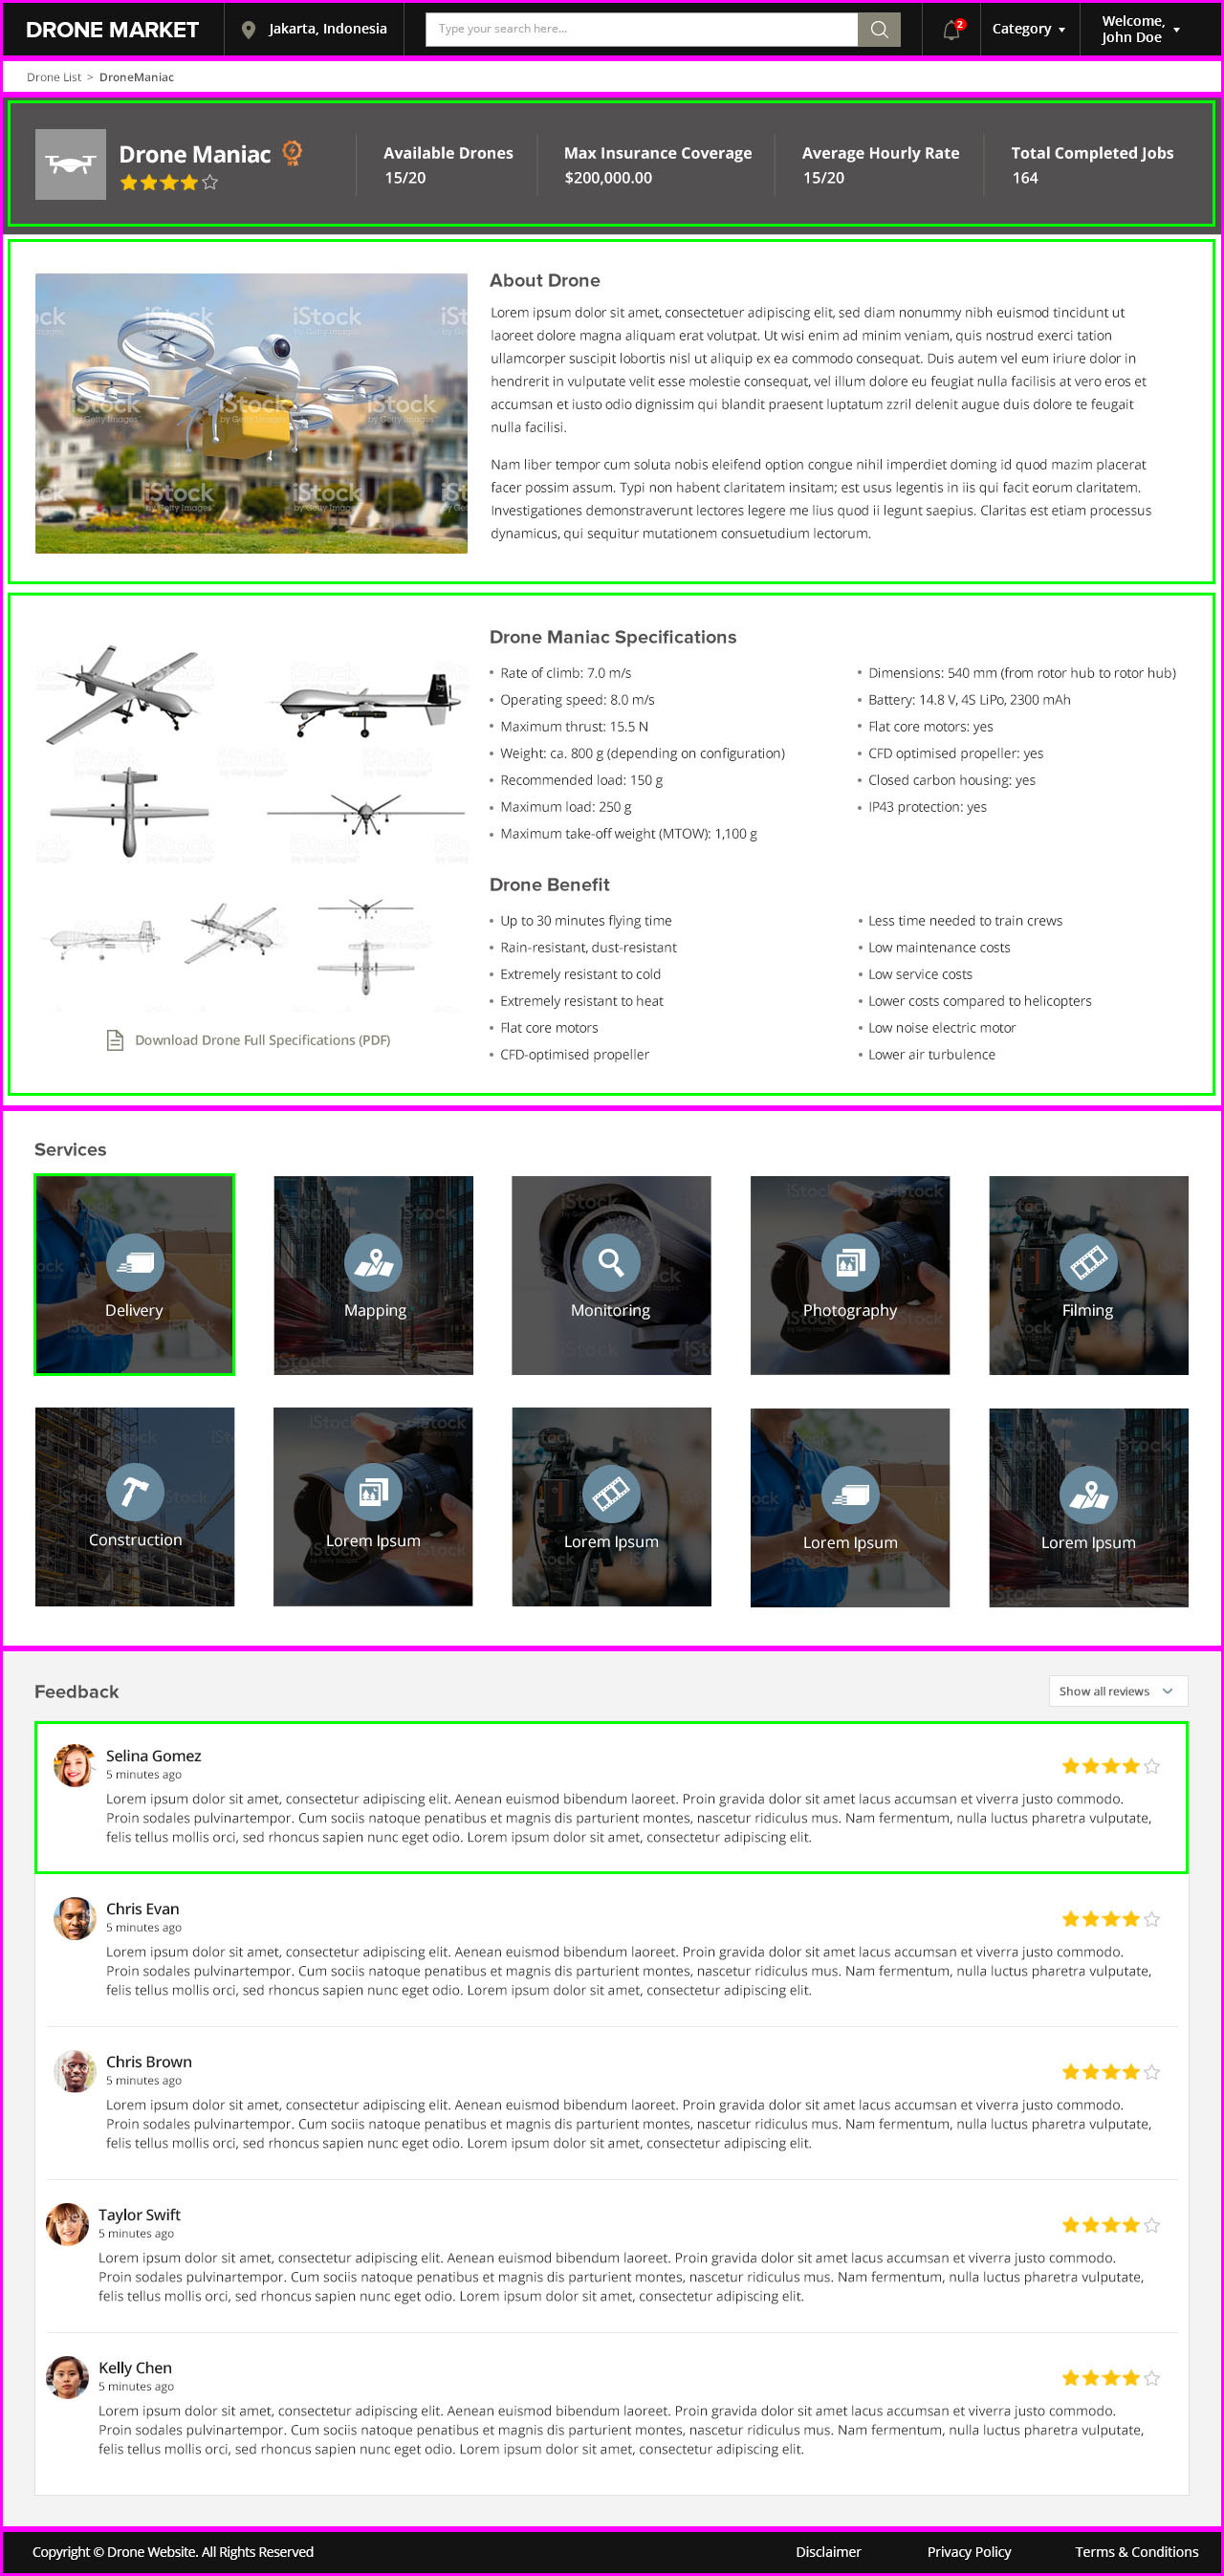 DRONE MARKET
Jakarta, Indonesia
Type your search here...
2
Category
Welcome,
John Doe
Drone List > DroneManiac
Drone Maniac
Available Drones
15/20
Max Insurance Coverage
$200,000.00
Average Hourly Rate
15/20
Total Completed Jobs
164
iStock
by Getty Images
About Drone
Lorem ipsum dolor sit amet, consectetuer adipiscing elit, sed diam nonummy nibh euismod tincidunt ut
laoreet dolore magna aliquam erat volutpat. Ut wisi enim ad minim veniam, quis nostrud exerci tation
ullamcorper suscipit lobortis nisl ut aliquip ex ea commodo consequat. Duis autem vel eum iriure dolor in
hendrerit in vulputate velit esse molestie consequat, vel illum dolore eu feugiat nulla facilisis at vero eros et
accumsan et iusto odio dignissim qui blandit praesent luptatum zzril delenit augue duis dolore te feugait
nulla facilisi.
Nam liber tempor cum soluta nobis eleifend option congue nihil imperdiet doming id quod mazim placerat
facer possim assum. Typi non habent claritatem insitam; est usus legentis in iis qui facit eorum claritatem.
Investigationes demonstraverunt lectores legere me lius quod ii legunt saepius. Claritas est etiam processus
dynamicus, qui sequitur mutationem consuetudium lectorum.
Drone Maniac Specifications
• Rate of climb: 7.0 m/s
• Operating speed: 8.0 m/s
• Maximum thrust: 15.5 N
• Weight: ca. 800 g (depending on configuration)
• Recommended load: 150 g
• Maximum load: 250 g
• Maximum take-off weight (MTOW): 1,100 g
• Dimensions: 540 mm (from rotor hub to rotor hub)
• Battery: 14.8 V, 4S LiPo, 2300 mAh
• Flat core motors: yes
• CFD optimised propeller: yes
• Closed carbon housing: yes
• IP43 protection: yes
Drone Benefit
• Up to 30 minutes flying time
• Rain-resistant, dust-resistant
• Extremely resistant to cold
• Extremely resistant to heat
• Flat core motors
• CFD-optimised propeller
• Less time needed to train crews
• Low maintenance costs
• Low service costs
• Lower costs compared to helicopters
• Low noise electric motor
• Lower air turbulence
Download Drone Full Specifications (PDF)
Services
Delivery
Mapping
Monitoring
Photography
Filming
Construction
Lorem Ipsum
Lorem Ipsum
Lorem Ipsum
Lorem Ipsum
Feedback
Show all reviews
Selina Gomez
5 minutes ago
Lorem ipsum dolor sit amet, consectetur adipiscing elit. Aenean euismod bibendum laoreet. Proin gravida dolor sit amet lacus accumsan et viverra justo commodo.
Proin sodales pulvinartempor. Cum sociis natoque penatibus et magnis dis parturient montes, nascetur ridiculus mus. Nam fermentum, nulla luctus pharetra vulputate,
felis tellus mollis orci, sed rhoncus sapien nunc eget odio. Lorem ipsum dolor sit amet, consectetur adipiscing elit.
Chris Evan
5 minutes ago
Lorem ipsum dolor sit amet, consectetur adipiscing elit. Aenean euismod bibendum laoreet. Proin gravida dolor sit amet lacus accumsan et viverra justo commodo.
Proin sodales pulvinartempor. Cum sociis natoque penatibus et magnis dis parturient montes, nascetur ridiculus mus. Nam fermentum, nulla luctus pharetra vulputate,
felis tellus mollis orci, sed rhoncus sapien nunc eget odio. Lorem ipsum dolor sit amet, consectetur adipiscing elit.
Chris Brown
5 minutes ago
Lorem ipsum dolor sit amet, consectetur adipiscing elit. Aenean euismod bibendum laoreet. Proin gravida dolor sit amet lacus accumsan et viverra justo commodo.
Proin sodales pulvinartempor. Cum sociis natoque penatibus et magnis dis parturient montes, nascetur ridiculus mus. Nam fermentum, nulla luctus pharetra vulputate,
felis tellus mollis orci, sed rhoncus sapien nunc eget odio. Lorem ipsum dolor sit amet, consectetur adipiscing elit.
Taylor Swift
5 minutes ago
Lorem ipsum dolor sit amet, consectetur adipiscing elit. Aenean euismod bibendum laoreet. Proin gravida dolor sit amet lacus accumsan et viverra justo commodo.
Proin sodales pulvinartempor. Cum sociis natoque penatibus et magnis dis parturient montes, nascetur ridiculus mus. Nam fermentum, nulla luctus pharetra vulputate,
felis tellus mollis orci, sed rhoncus sapien nunc eget odio. Lorem ipsum dolor sit amet, consectetur adipiscing elit.
Kelly Chen
5 minutes ago
Lorem ipsum dolor sit amet, consectetur adipiscing elit. Aenean euismod bibendum laoreet. Proin gravida dolor sit amet lacus accumsan et viverra justo commodo.
Proin sodales pulvinartempor. Cum sociis natoque penatibus et magnis dis parturient montes, nascetur ridiculus mus. Nam fermentum, nulla luctus pharetra vulputate,
felis tellus mollis orci, sed rhoncus sapien nunc eget odio. Lorem ipsum dolor sit amet, consectetur adipiscing elit.
Copyright © Drone Website. All Rights Reserved
Disclaimer
Privacy Policy
Terms & Conditions